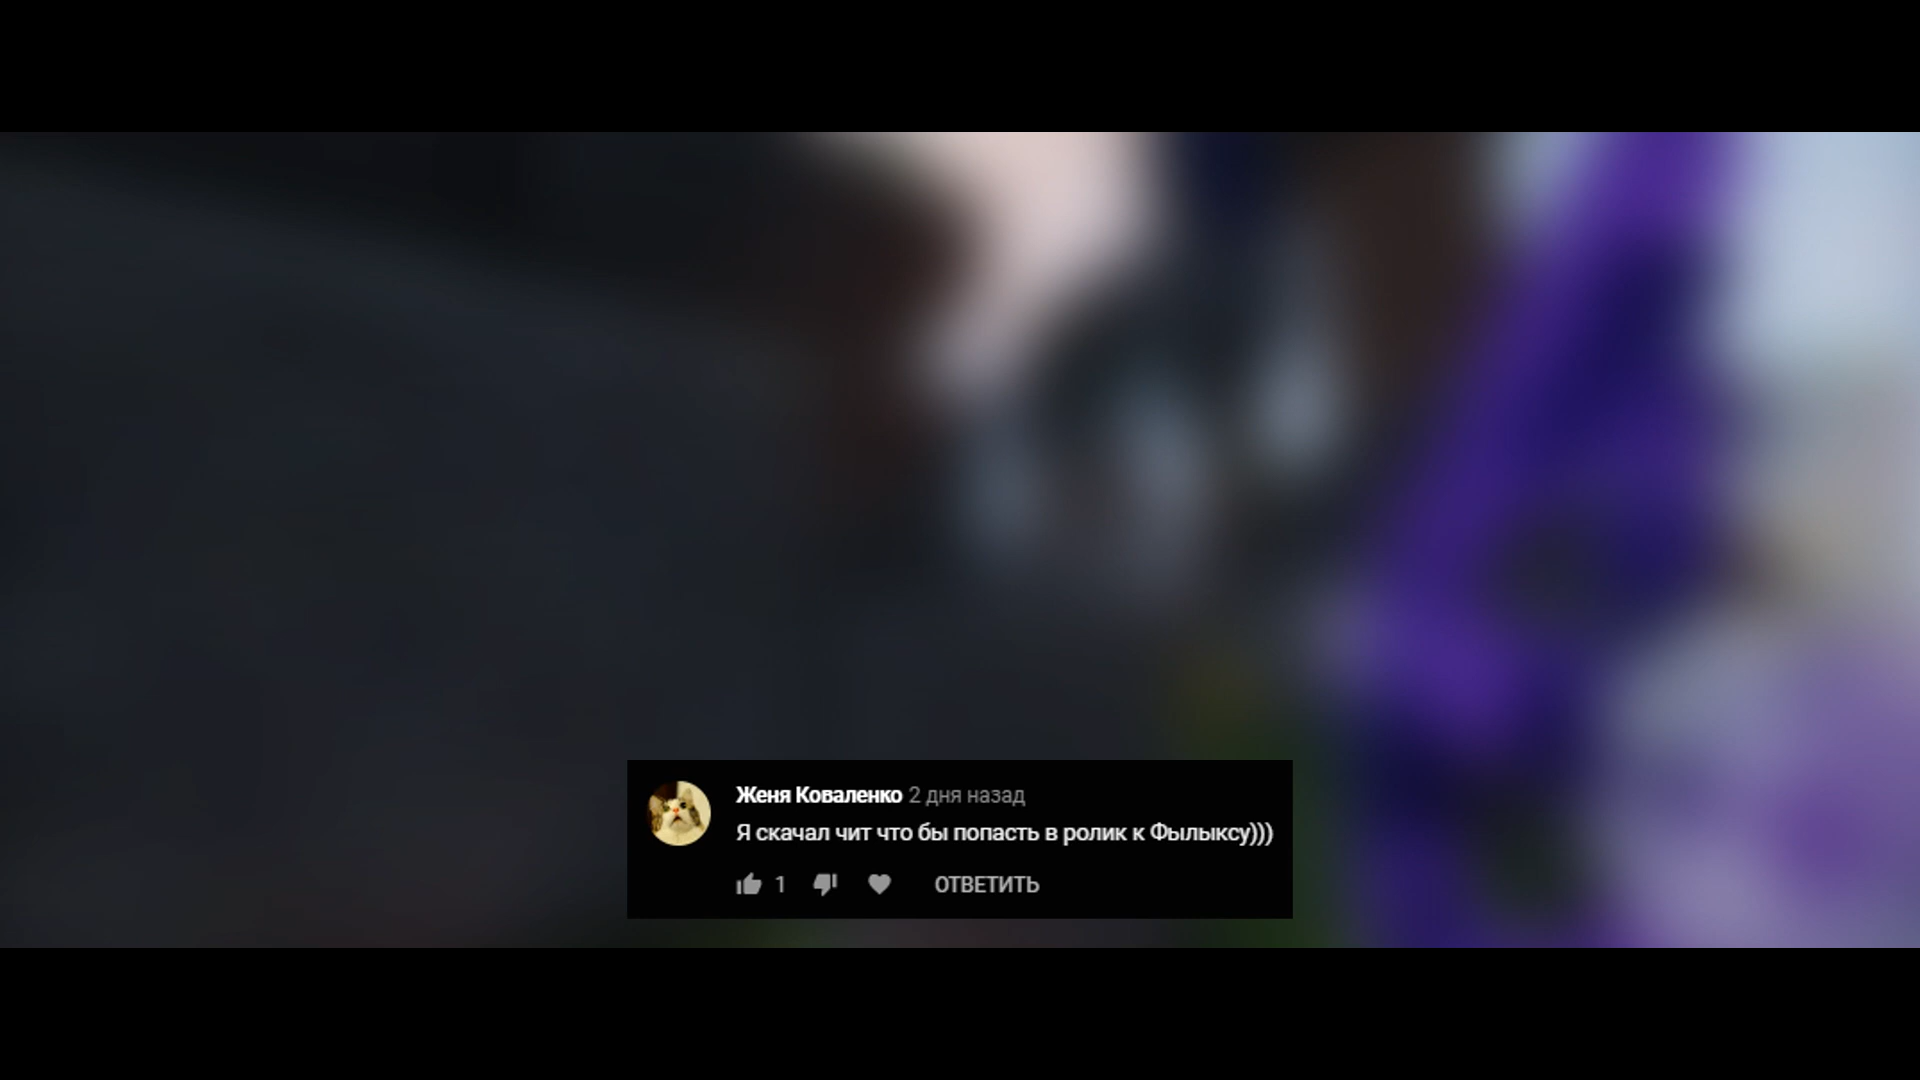 Женя Коваленко 2 дня назад
Я скачал чит что бы попасть в ролик к Фылыксу)))
1 ОТВЕТИТЬ